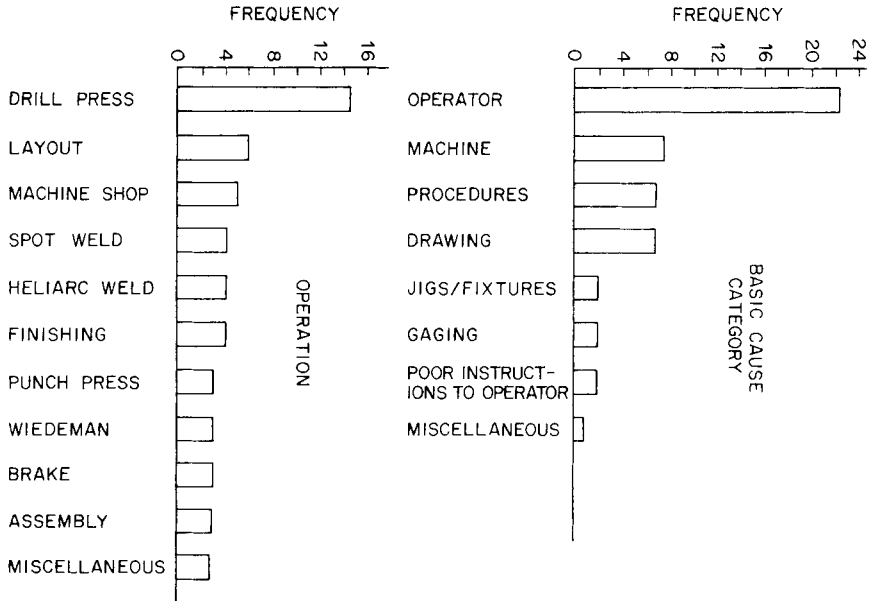 FREQUENCY
0 4 8 12 16
DRILL PRESS
LAYOUT
MACHINE SHOP
SPOT WELD
HELIARC WELD
FINISHING
PUNCH PRESS
WIEDEMAN
BRAKE
ASSEMBLY
MISCELLANEOUS
OPERATION
FREQUENCY
0 4 8 12 16 20 24
OPERATOR
MACHINE
PROCEDURES
DRAWING
JIGS/FIXTURES
GAGING
POOR INSTRUCT-
IONS TO OPERATOR
MISCELLANEOUS
BASIC CAUSE
CATEGORY